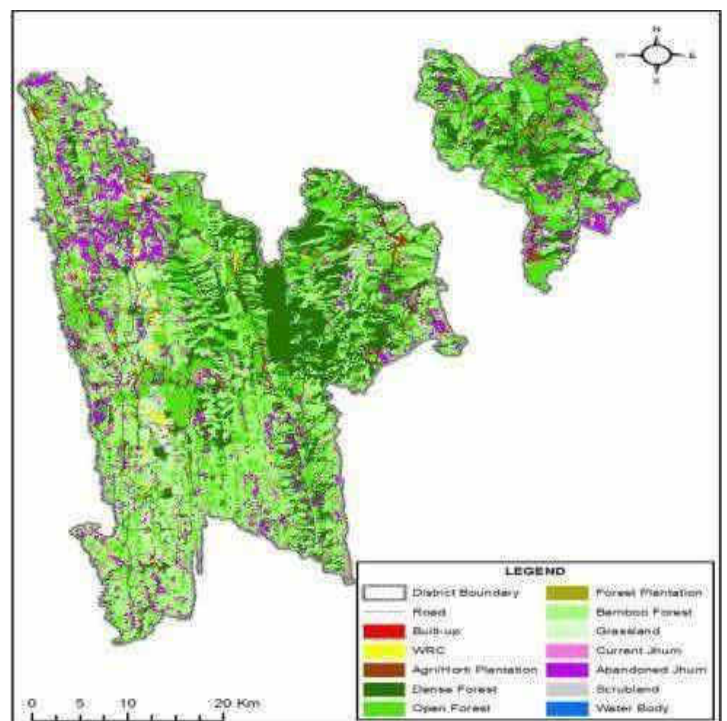 N
W E
S
LEGEND
District Boundary
Road
Built-up
WRC
Agri/Horti Plantation
Dense Forest
Open Forest
Forest Plantation
Bamboo Forest
Grassland
Current Jhum
Abandoned Jhum
Scrubland
Water Body
0 5 10 20 Km